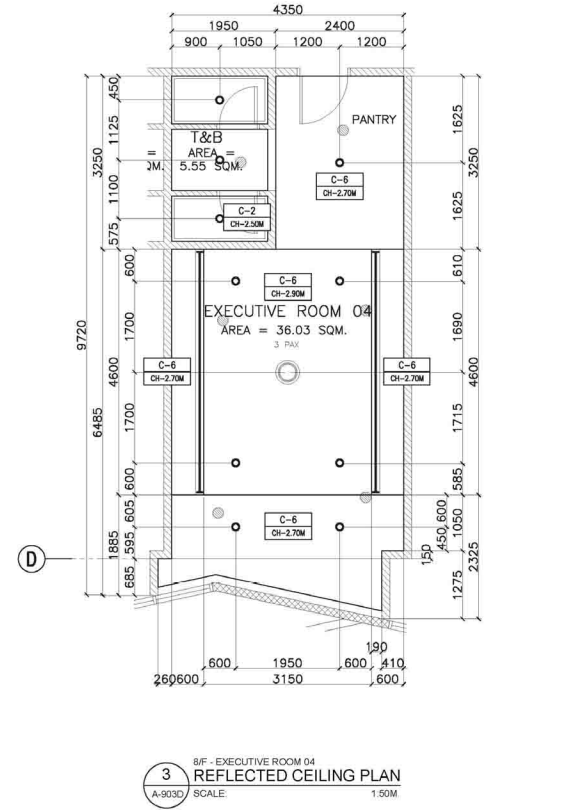 4350
1950 2400
900 1050 1200 1200
450
1125
3250
1100
575
T&B
= AREA =
QM. 5.55 SQM.
C-2
CH-2.50M
PANTRY
C-6
CH-2.70M
1625
3250
1625
600
1700
9720
4600
6485
1700
600
605
1885
595
685
C-6
CH-2.90M
EXECUTIVE ROOM 04
AREA = 36.03 SQM.
3 PAX
C-6
CH-2.70M
C-6
CH-2.70M
610
1690
4600
1715
585
C-6
CH-2.70M
600
1050
450
150
2325
1275
D
190
600 1950 600 410
260 600 3150 600
3
A-903D
8/F - EXECUTIVE ROOM 04
REFLECTED CEILING PLAN
SCALE: 1:50M.